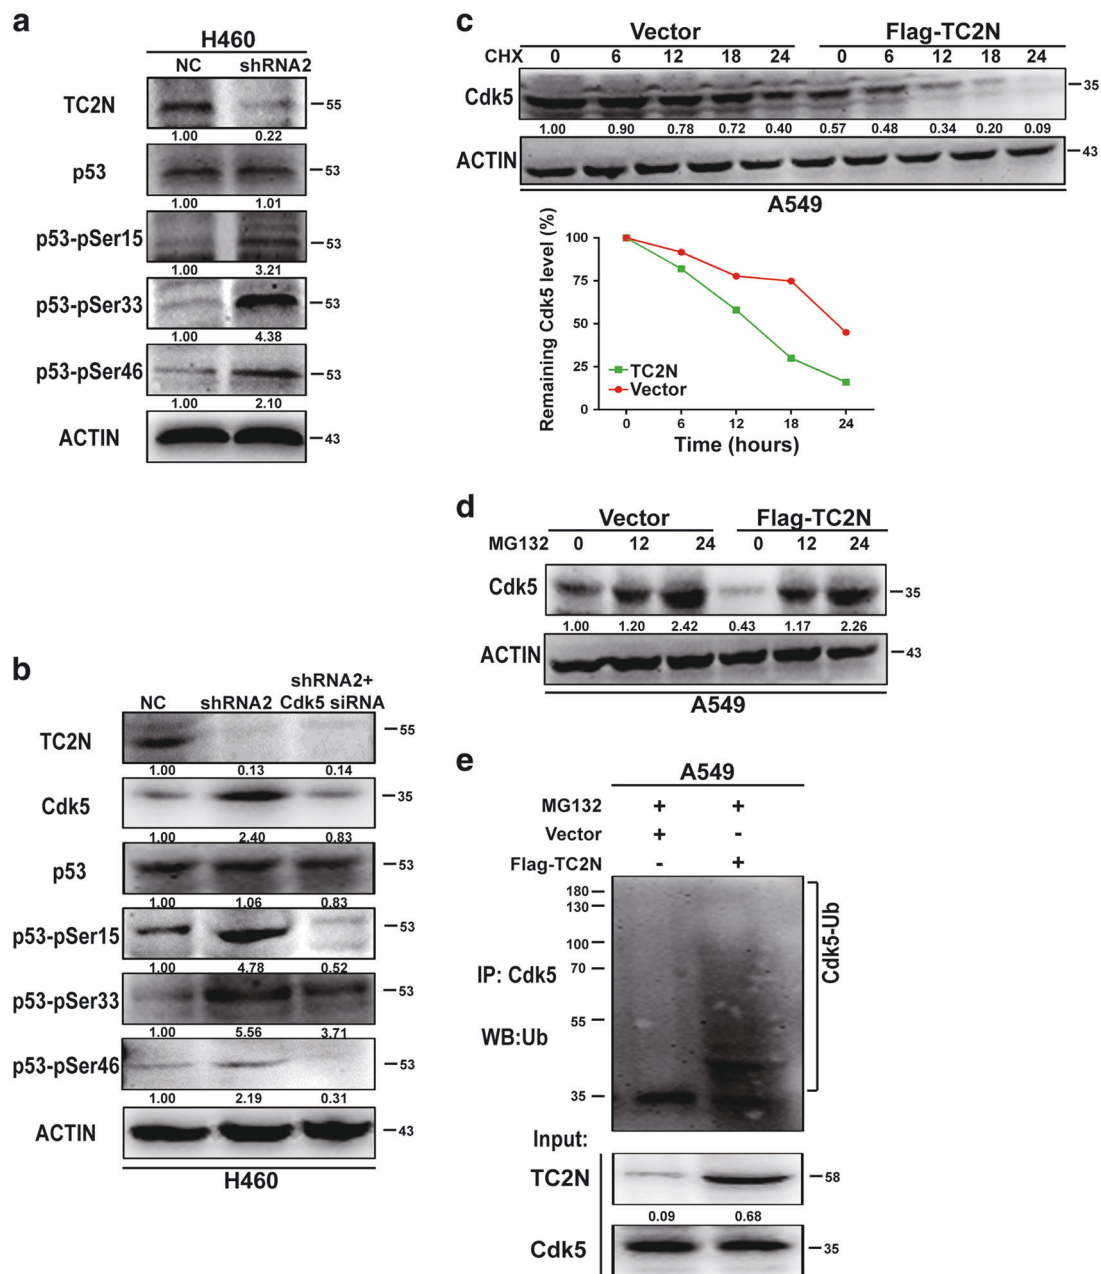 a
H460
NC shRNA2
TC2N 55
1.00 0.22
p53 53
1.00 1.01
p53-pSer15 53
1.00 3.21
p53-pSer33 53
1.00 4.38
p53-pSer46 53
1.00 2.10
ACTIN 43
b
NC shRNA2 shRNA2+
Cdk5 siRNA
TC2N 55
1.00 0.13 0.14
Cdk5 35
1.00 2.40 0.83
p53 53
1.00 1.06 0.83
p53-pSer15 53
1.00 4.78 0.52
p53-pSer33 53
1.00 5.56 3.71
p53-pSer46 53
1.00 2.19 0.31
ACTIN 43
H460
c
Vector Flag-TC2N
CHX 0 6 12 18 24 0 6 12 18 24
Cdk5 35
1.00 0.90 0.78 0.72 0.40 0.57 0.48 0.34 0.20 0.09
ACTIN 43
A549
Remaining Cdk5 level (%)
100
75
50
25
0
TC2N
Vector
0 6 12 18 24
Time (hours)
d
Vector Flag-TC2N
MG132 0 12 24 0 12 24
Cdk5 35
1.00 1.20 2.42 0.43 1.17 2.26
ACTIN 43
A549
e
A549
MG132 + +
Vector + -
Flag-TC2N - +
180
130
100
70
55
35
IP: Cdk5
WB:Ub
Cdk5-Ub
Input:
TC2N 58
0.09 0.68
Cdk5 35